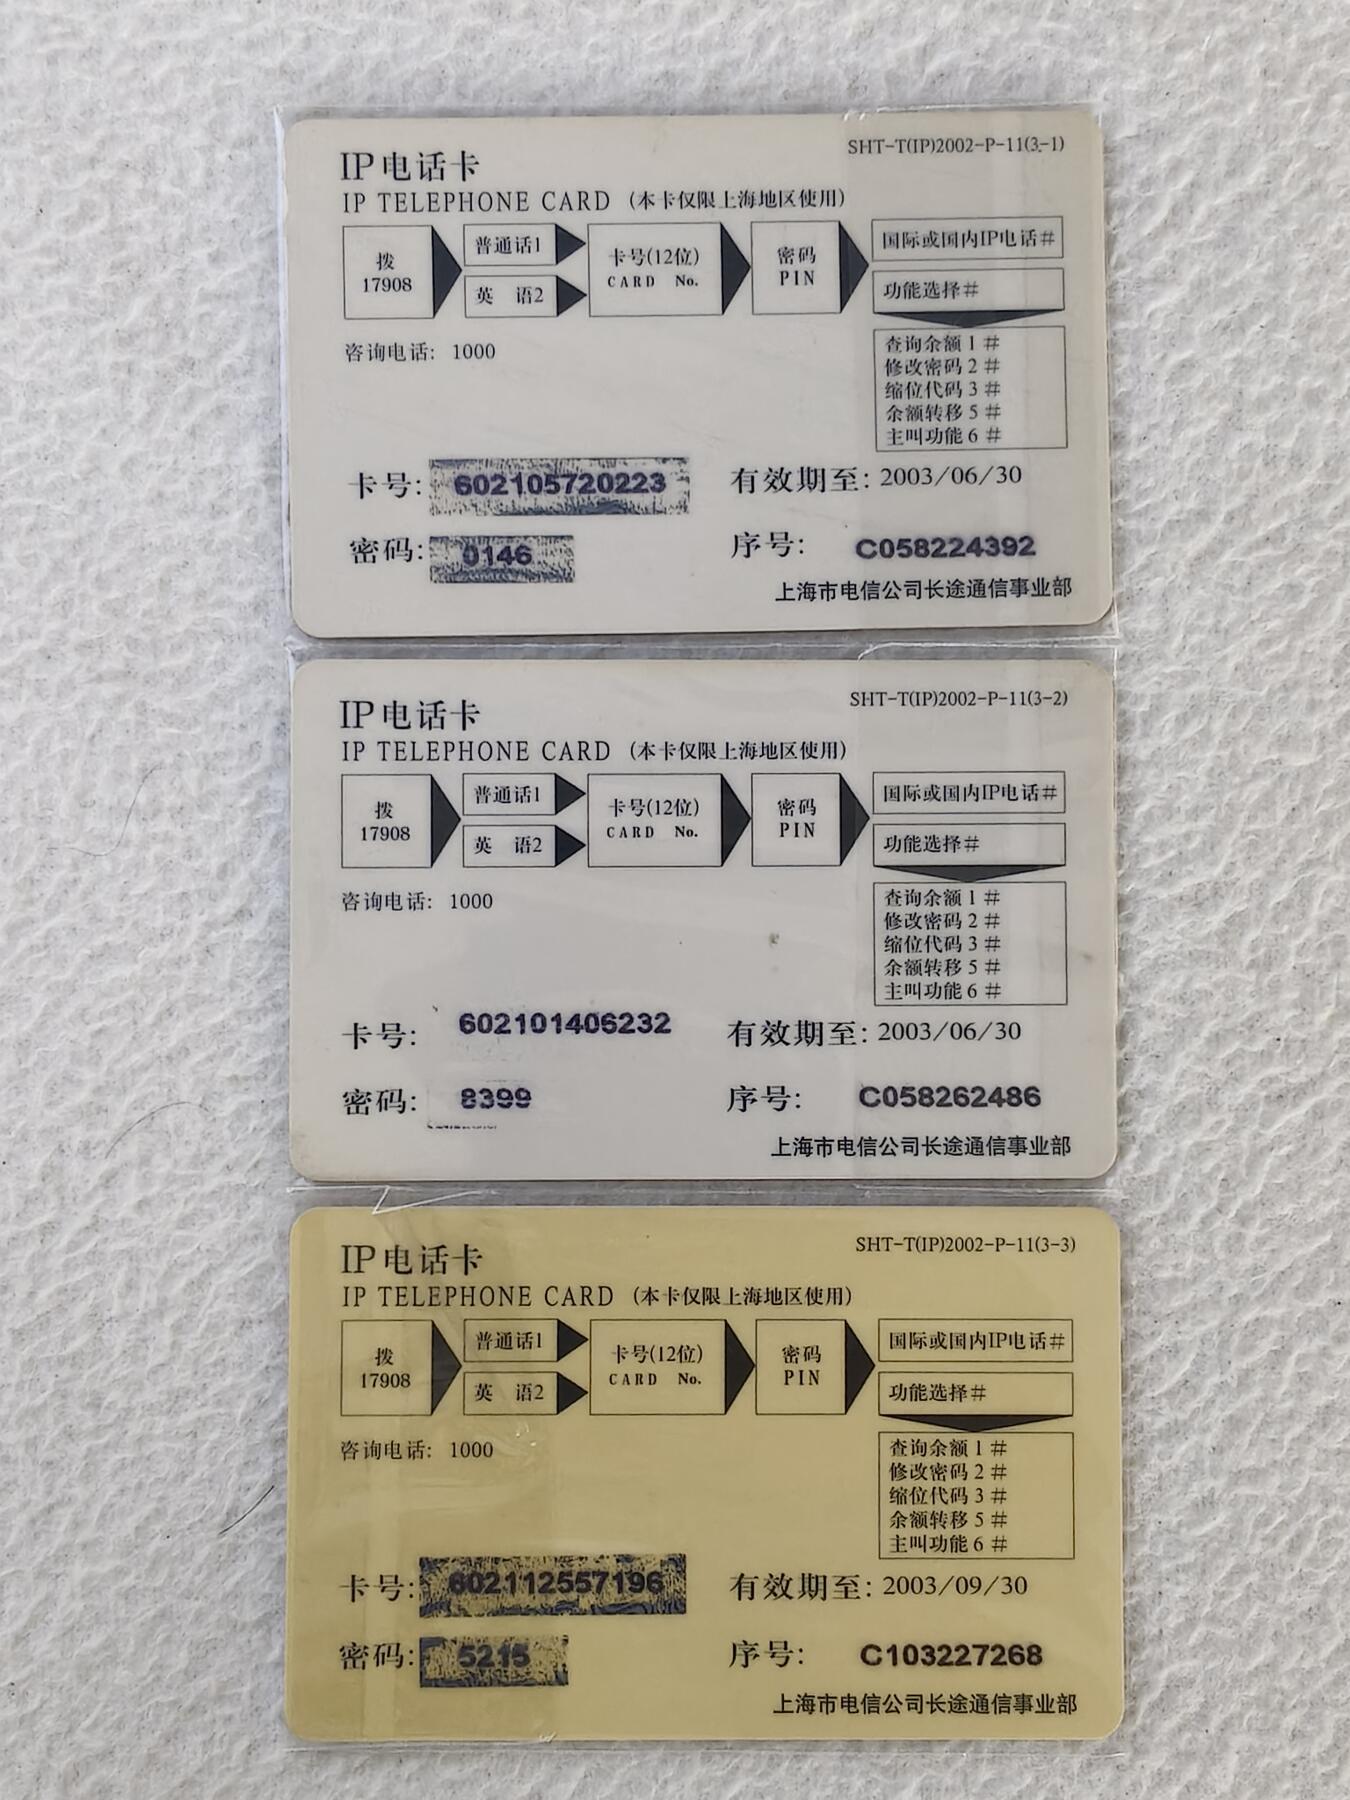 SHT-T(IP)2002-P-11(3-1)
IP电话卡
IP TELEPHONE CARD (本卡仅限上海地区使用)
拨
17908
普通话1
英 语2
卡号(12位)
CARD No.
密码
PIN
国际或国内IP电话#
功能选择#
查询余额 1 #
修改密码 2 #
缩位代码 3 #
余额转移 5 #
主叫功能 6 #
咨询电话: 1000
卡号: 602105720223
有效期至: 2003/06/30
密码: 0146
序号: C058224392
上海市电信公司长途通信事业部
SHT-T(IP)2002-P-11(3-2)
IP电话卡
IP TELEPHONE CARD (本卡仅限上海地区使用)
拨
17908
普通话1
英 语2
卡号(12位)
CARD No.
密码
PIN
国际或国内IP电话#
功能选择#
查询余额 1 #
修改密码 2 #
缩位代码 3 #
余额转移 5 #
主叫功能 6 #
咨询电话: 1000
卡号: 602101406232
有效期至: 2003/06/30
密码: 8399
序号: C058262486
上海市电信公司长途通信事业部
SHT-T(IP)2002-P-11(3-3)
IP电话卡
IP TELEPHONE CARD (本卡仅限上海地区使用)
拨
17908
普通话1
英 语2
卡号(12位)
CARD No.
密码
PIN
国际或国内IP电话#
功能选择#
查询余额 1 #
修改密码 2 #
缩位代码 3 #
余额转移 5 #
主叫功能 6 #
咨询电话: 1000
卡号: 602112557196
有效期至: 2003/09/30
密码: 5215
序号: C103227268
上海市电信公司长途通信事业部